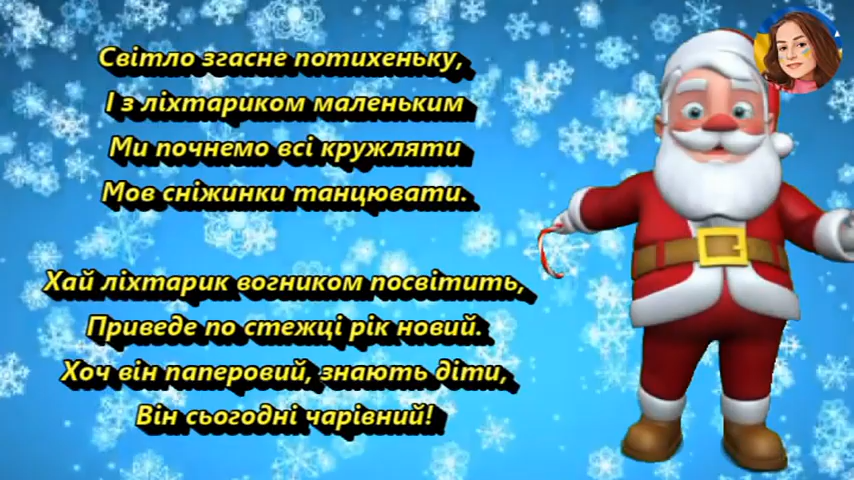 Світло згасне потихеньку,
І з ліхтариком маленьким
Ми почнемо всі кружляти
Мов сніжинки танцювати.
Хай ліхтарик вогником посвітить,
Приведе по стежці рік новий.
Хоч він паперовий, знають діти,
Він сьогодні чарівний!